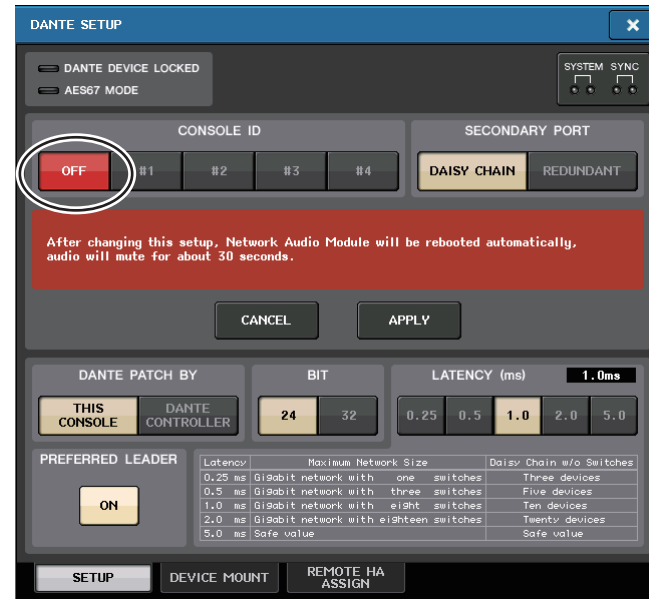 DANTE SETUP
DANTE DEVICE LOCKED
AES67 MODE
SYSTEM SYNC
CONSOLE ID
OFF #1 #2 #3 #4
SECONDARY PORT
DAISY CHAIN REDUNDANT
After changing this setup, Network Audio Module will be rebooted automatically,
audio will mute for about 30 seconds.
CANCEL APPLY
DANTE PATCH BY
THIS CONSOLE DANTE CONTROLLER
BIT
24 32
LATENCY (ms) 1.0ms
0.25 0.5 1.0 2.0 5.0
PREFERRED LEADER
ON
Latency Maximum Network Size Daisy Chain w/o Switches
0.25 ms Gigabit network with one switches Three devices
0.5 ms Gigabit network with three switches Five devices
1.0 ms Gigabit network with eight switches Ten devices
2.0 ms Gigabit network with eighteen switches Twenty devices
5.0 ms Safe value Safe value
SETUP DEVICE MOUNT REMOTE HA ASSIGN